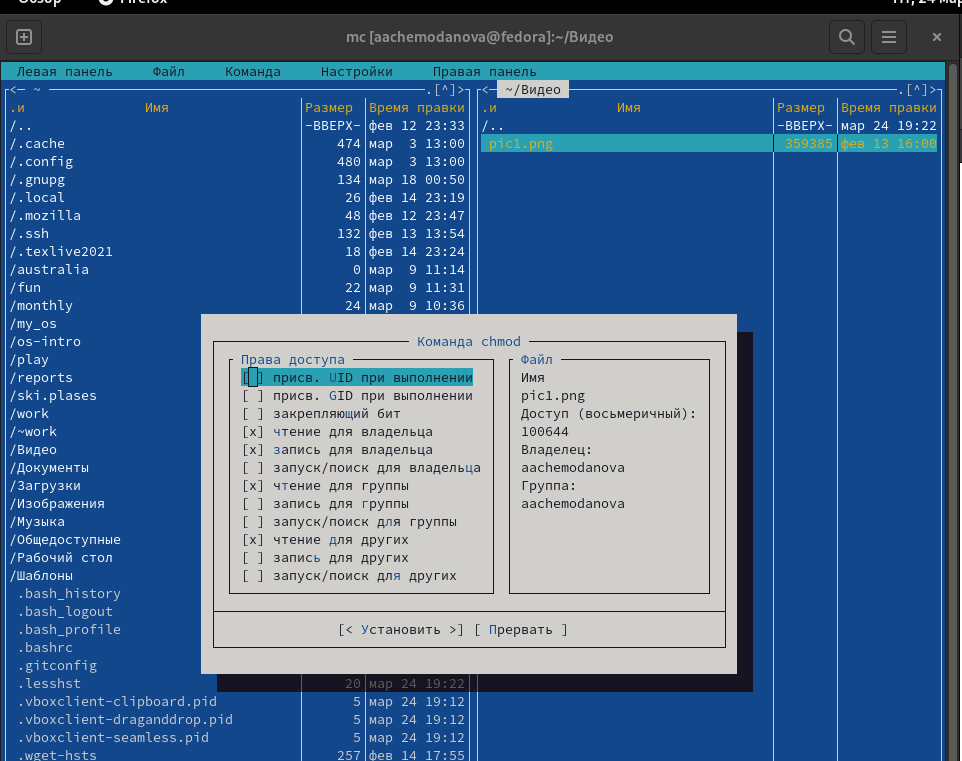 Обзор Firefox Пт, 24 мар
mc [aachemodanova@fedora]:~/Видео
Левая панель Файл Команда Настройки Правая панель
<─ ~ .[^]> <─ ~/Видео .[^]>
.и Имя Размер Время правки .и Имя Размер Время правки
/.. -ВВЕРХ- фев 12 23:33 /.. -ВВЕРХ- мар 24 19:22
/.cache 474 мар 3 13:00 pic1.png 359385 фев 13 16:00
/.config 480 мар 3 13:00
/.gnupg 134 мар 18 00:50
/.local 26 фев 14 23:19
/.mozilla 48 фев 12 23:47
/.ssh 132 фев 13 13:54
/.texlive2021 18 фев 14 23:24
/australia 0 мар 9 11:14
/fun 22 мар 9 11:31
/monthly 24 мар 9 10:36
/my_os
/os-intro
/play
/reports
/ski.plases
/work
/~work
/Видео
/Документы
/Загрузки
/Изображения
/Музыка
/Общедоступные
/Рабочий стол
/Шаблоны
.bash_history
.bash_logout
.bash_profile
.bashrc
.gitconfig
.lesshst 20 мар 24 19:22
.vboxclient-clipboard.pid 5 мар 24 19:12
.vboxclient-draganddrop.pid 5 мар 24 19:12
.vboxclient-seamless.pid 5 мар 24 19:12
.wget-hsts 257 фев 14 17:55
Команда chmod
Права доступа
[ ] присв. UID при выполнении
[ ] присв. GID при выполнении
[ ] закрепляющий бит
[x] чтение для владельца
[x] запись для владельца
[ ] запуск/поиск для владельца
[x] чтение для группы
[ ] запись для группы
[ ] запуск/поиск для группы
[x] чтение для других
[ ] запись для других
[ ] запуск/поиск для других
Файл
Имя
pic1.png
Доступ (восьмеричный):
100644
Владелец:
aachemodanova
Группа:
aachemodanova
[< Установить >] [ Прервать ]